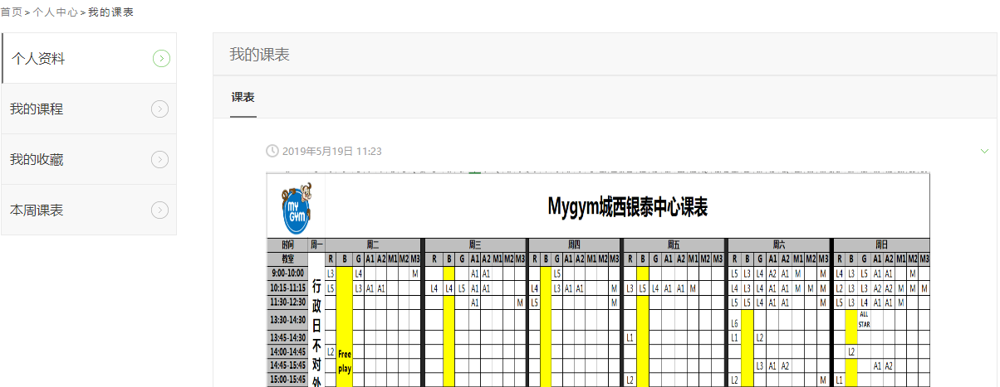 首页 > 个人中心 > 我的课表
个人资料
我的课程
我的收藏
本周课表
我的课表
课表
2019年5月19日 11:23
MY GYM
Mygym城西银泰中心课表
时间 周一 周二 周三 周四 周五 周六 周日
教室 R B G A1 A2 M1 M2 M3 R B G A1 A2 M1 M2 M3 R B G A1 A2 M1 M2 M3 R B G A1 A2 M1 M2 M3 R B G A1 A2 M1 M2 M3 R B G A1 A2 M1 M2 M3
9:00-10:00 L3 L4 M A1 A1 L5 L5 L3 L4 A2 A1 M M L4 L3 L5 A1 A1 M
10:15-11:15 L5 L3 A1 A1 L4 L4 L5 A1 A1 L4 L3 A1 A1 M L3 L5 L4 A1 A1 M L4 L3 L4 A1 A1 M M M L2 L3 L3 A2 A2 M M M
11:30-12:30 A1 M L5 M L5 L5 L4 A1 A1 M L5 L3 L4 A1 A1 M
13:30-14:30 L6 ALL STAR
13:45-14:30 L1 L1 L2
14:00-14:45 L2 L2
14:45-15:45 L3 A1 A2 A1 A2
15:00-15:45 L2 L2 M L1
行政日不对外
Free play